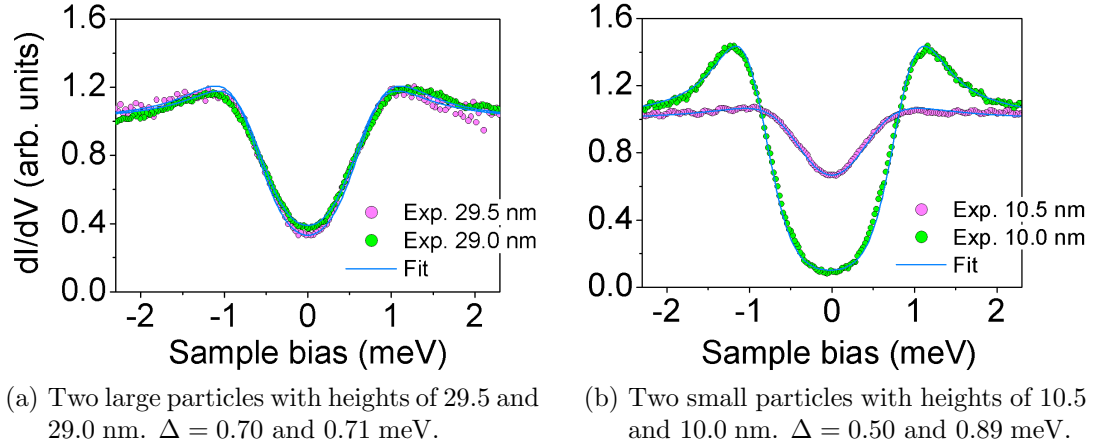 dI/dV (arb. units)
1.6
1.2
0.8
0.4
0.0
-2 -1 0 1 2
Sample bias (meV)
Exp. 29.5 nm
Exp. 29.0 nm
Fit
(a) Two large particles with heights of 29.5 and
29.0 nm. Δ = 0.70 and 0.71 meV.
1.6
1.2
0.8
0.4
0.0
-2 -1 0 1 2
Sample bias (meV)
Exp. 10.5 nm
Exp. 10.0 nm
Fit
(b) Two small particles with heights of 10.5
and 10.0 nm. Δ = 0.50 and 0.89 meV.